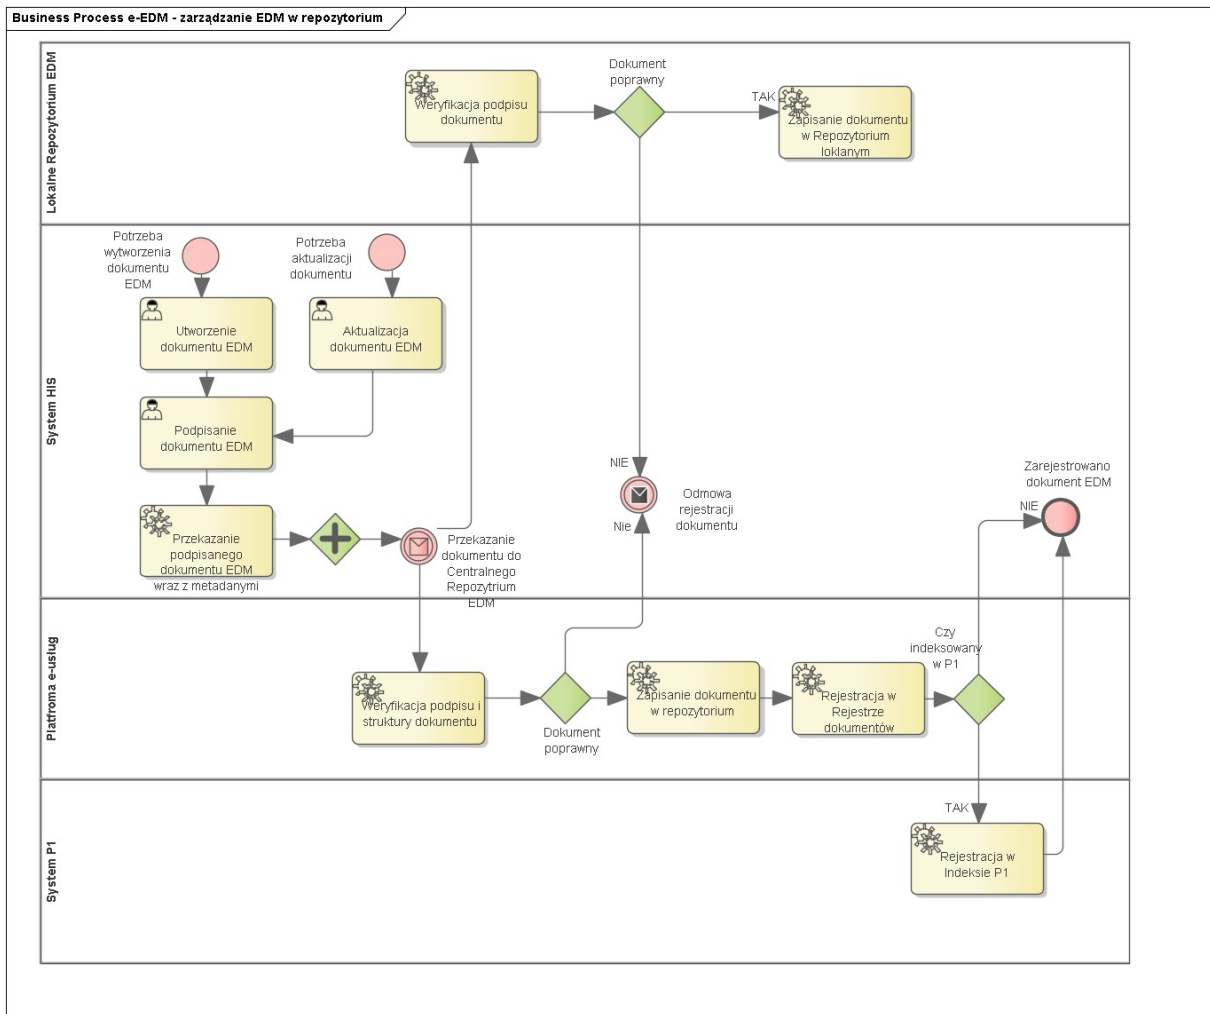 Business Process e-EDM - zarządzanie EDM w repozytorium
Lokalne Repozytorium EDM
Weryfikacja podpisu
dokumentu
Dokument
poprawny
TAK
Zapisanie dokumentu
w Repozytorium
loklanym
System HIS
Potrzeba
wytworzenia
dokumentu
EDM
Potrzeba
aktualizacji
dokumentu
Utworzenie
dokumentu EDM
Aktualizacja
dokumentu EDM
Podpisanie
dokumentu EDM
Przekazanie
podpisanego
dokumentu EDM
wraz z metadanymi
Przekazanie
dokumentu do
Centralnego
Repozytrium
EDM
NIE
Nie
Odmowa
rejestracji
dokumentu
Zarejestrowano
dokument EDM
NIE
Platfroma e-usług
Weryfikacja podpisu i
struktury dokumentu
Dokument
poprawny
Zapisanie dokumentu
w repozytorium
Rejestracja w
Rejestrze
dokumentów
Czy
indeksowany
w P1
System P1
TAK
Rejestracja w
Indeksie P1